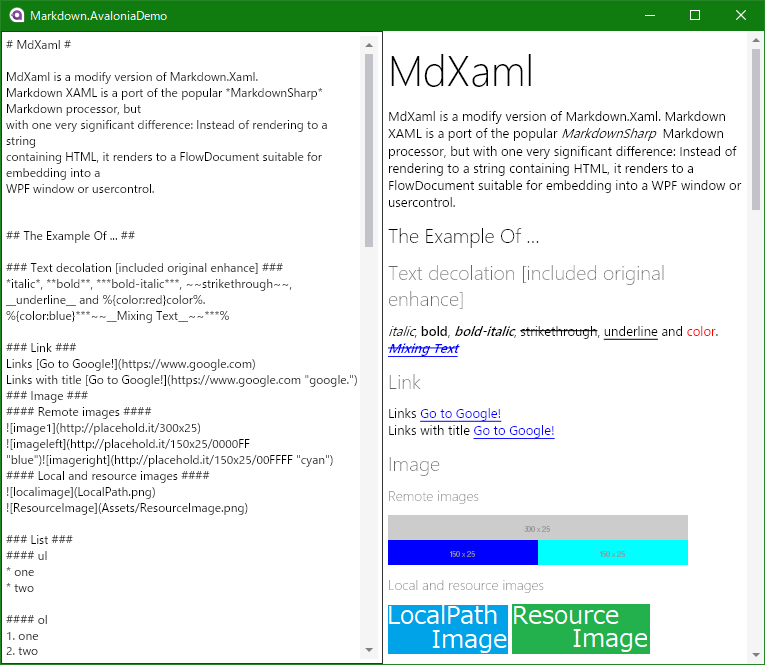 Markdown.AvaloniaDemo
# MdXaml #
MdXaml is a modify version of Markdown.Xaml.
Markdown XAML is a port of the popular *MarkdownSharp*
Markdown processor, but
with one very significant difference: Instead of rendering to a
string
containing HTML, it renders to a FlowDocument suitable for
embedding into a
WPF window or usercontrol.
## The Example Of ... ##
### Text decolation [included original enhance] ###
*italic*, **bold**, ***bold-italic***, ~~strikethrough~~,
__underline__ and %{color:red}color%.
%{color:blue}***~~__Mixing Text__~~***%
### Link ###
Links [Go to Google!](https://www.google.com)
Links with title [Go to Google!](https://www.google.com "google.")
### Image ###
#### Remote images ####
![image1](http://placehold.it/300x25)
![imageleft](http://placehold.it/150x25/0000FF
"blue")![imageright](http://placehold.it/150x25/00FFFF "cyan")
#### Local and resource images ####
![localimage](LocalPath.png)
![ResourceImage](Assets/ResourceImage.png)
### List ###
#### ul
* one
* two
#### ol
1. one
2. two
MdXaml
MdXaml is a modify version of Markdown.Xaml. Markdown
XAML is a port of the popular MarkdownSharp Markdown
processor, but with one very significant difference: Instead of
rendering to a string containing HTML, it renders to a
FlowDocument suitable for embedding into a WPF window or
usercontrol.
The Example Of ...
Text decolation [included original
enhance]
italic, bold, bold-italic, strikethrough, underline and color.
Mixing Text
Link
Links Go to Google!
Links with title Go to Google!
Image
Remote images
300 x 25
150 x 25
150 x 25
Local and resource images
LocalPath
Image
Resource
Image